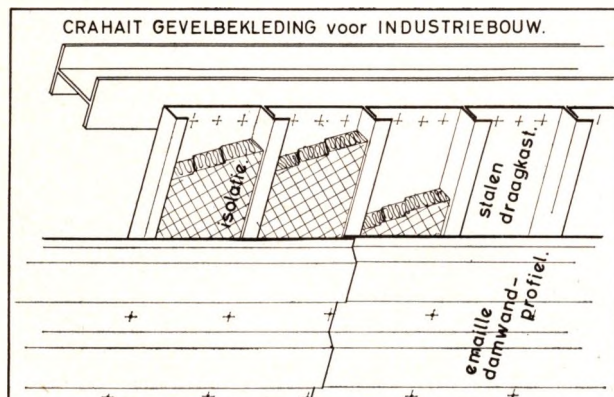 CRAHAIT GEVELBEKLEDING voor INDUSTRIEBOUW.
isolatie.
stalen
draagkast.
emaille
damwand-
profiel.